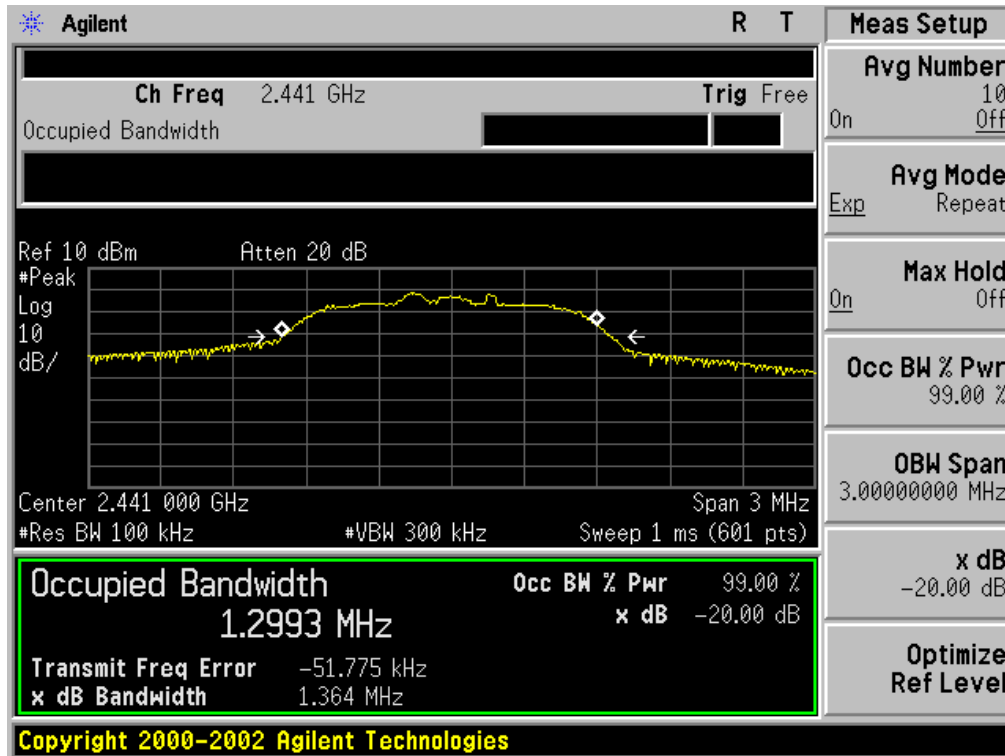 Agilent R T
Ch Freq 2.441 GHz Trig Free
Occupied Bandwidth
Ref 10 dBm Atten 20 dB
#Peak
Log
10
dB/
Center 2.441 000 GHz Span 3 MHz
#Res BW 100 kHz #VBW 300 kHz Sweep 1 ms (601 pts)
Occupied Bandwidth
1.2993 MHz
Occ BW % Pwr 99.00 %
x dB -20.00 dB
Transmit Freq Error -51.775 kHz
x dB Bandwidth 1.364 MHz
Copyright 2000-2002 Agilent Technologies
Meas Setup
Avg Number
10
On Off
Avg Mode
Exp Repeat
Max Hold
On Off
Occ BW % Pwr
99.00 %
OBW Span
3.00000000 MHz
x dB
-20.00 dB
Optimize
Ref Level